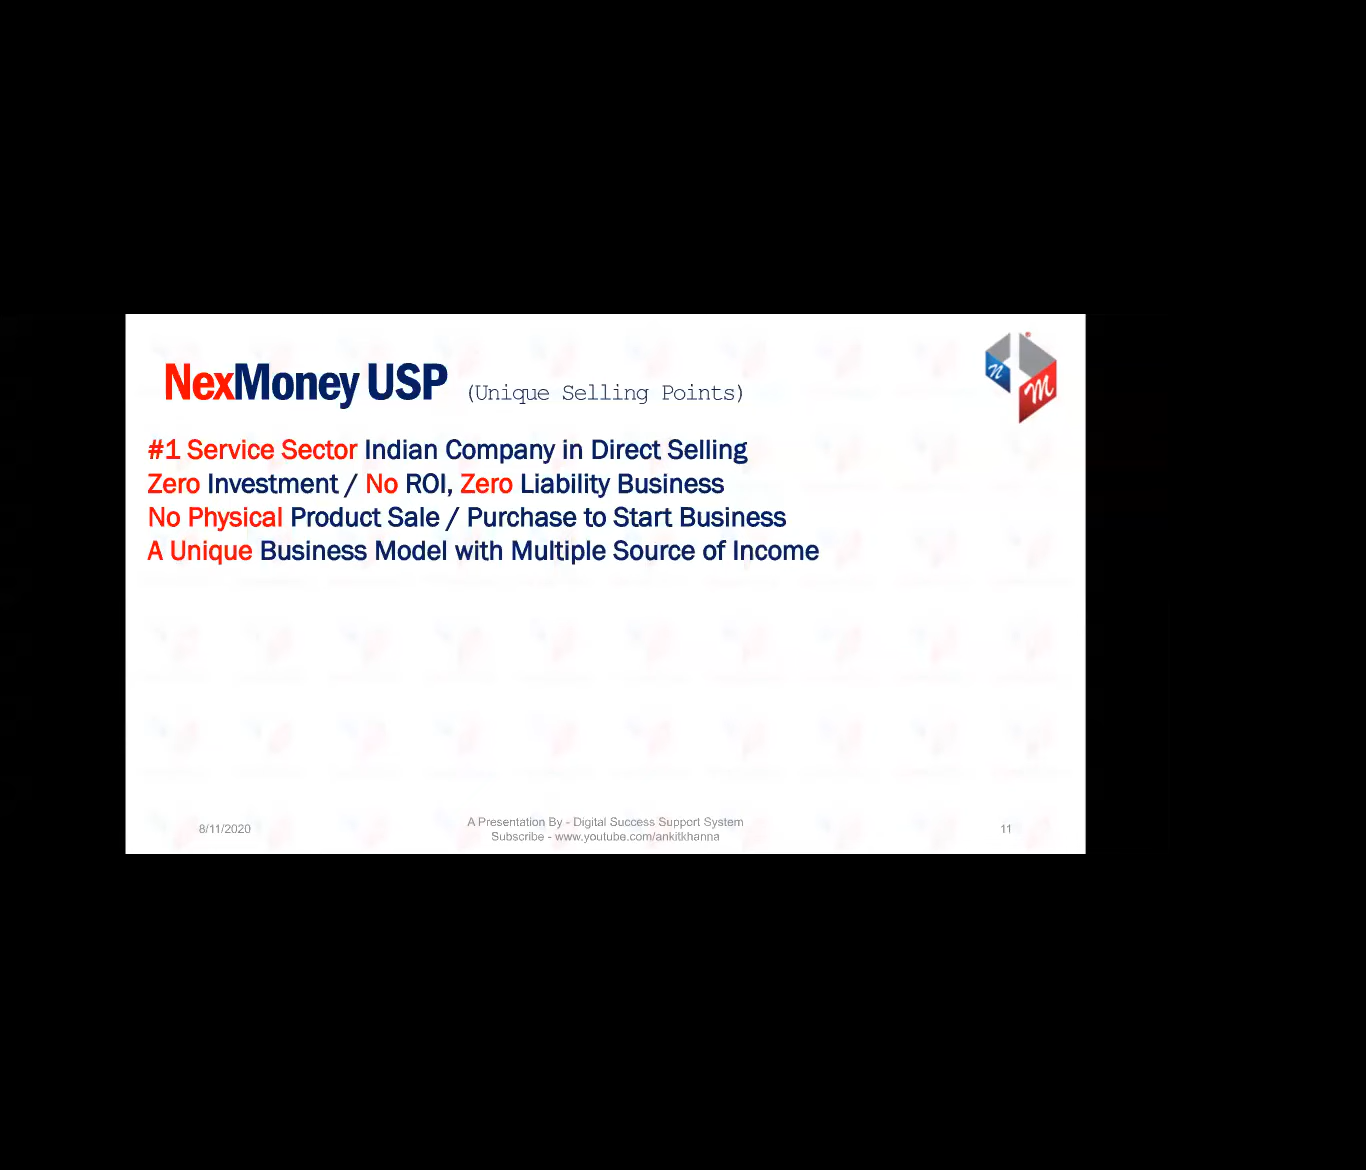 NexMoney USP (Unique Selling Points)
#1 Service Sector Indian Company in Direct Selling
Zero Investment / No ROI, Zero Liability Business
No Physical Product Sale / Purchase to Start Business
A Unique Business Model with Multiple Source of Income
n
m
8/11/2020
A Presentation By - Digital Success Support System
Subscribe - www.youtube.com/ankitkhanna
11